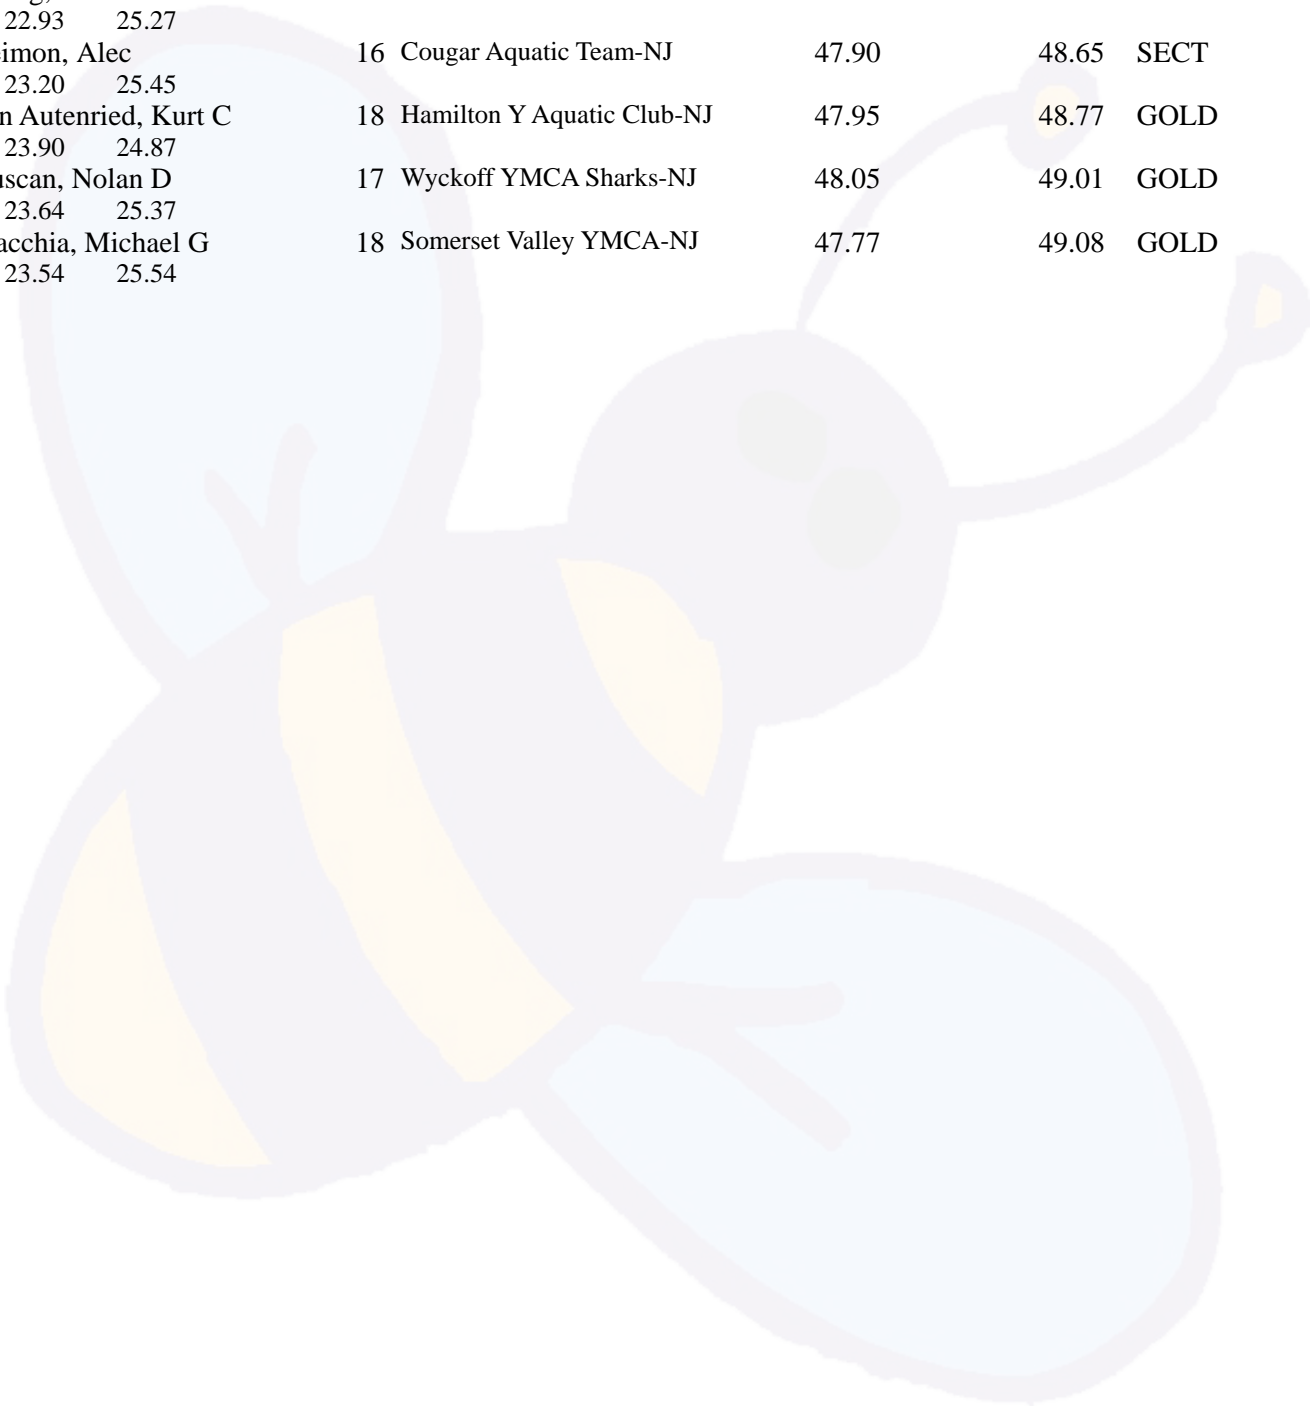 22.93 25.27
eimon, Alec 16 Cougar Aquatic Team-NJ 47.90 48.65 SECT
23.20 25.45
n Autenried, Kurt C 18 Hamilton Y Aquatic Club-NJ 47.95 48.77 GOLD
23.90 24.87
uscan, Nolan D 17 Wyckoff YMCA Sharks-NJ 48.05 49.01 GOLD
23.64 25.37
acchia, Michael G 18 Somerset Valley YMCA-NJ 47.77 49.08 GOLD
23.54 25.54